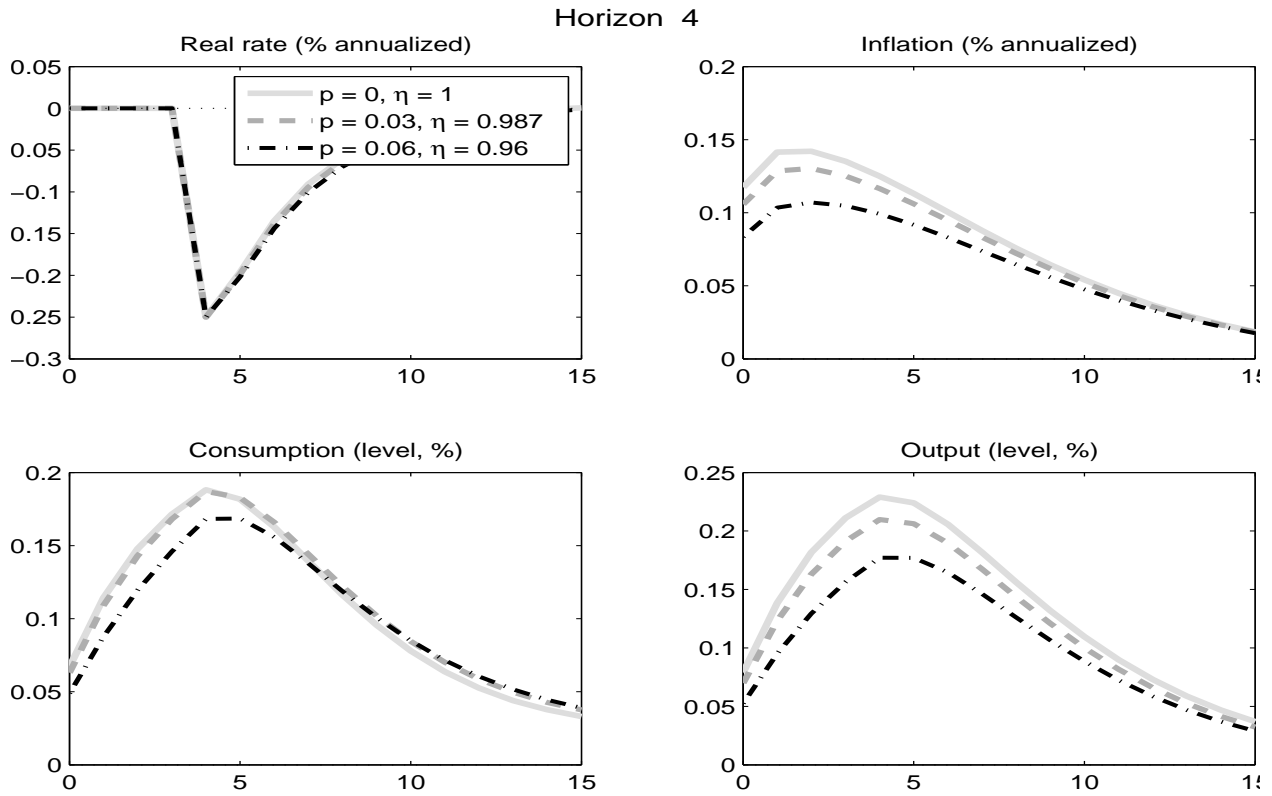 Horizon 4
Real rate (% annualized)
0.05
0
0.05
−0.1
0.15
−0.2
0.25
−0.3
0 5 10 15
p = 0, η = 1
p = 0.03, η = 0.987
p = 0.06, η = 0.96
Inflation (% annualized)
0.2
0.15
0.1
0.05
0
0 5 10 15
Consumption (level, %)
0.2
0.15
0.1
0.05
0
0 5 10 15
Output (level, %)
0.25
0.2
0.15
0.1
0.05
0
0 5 10 15